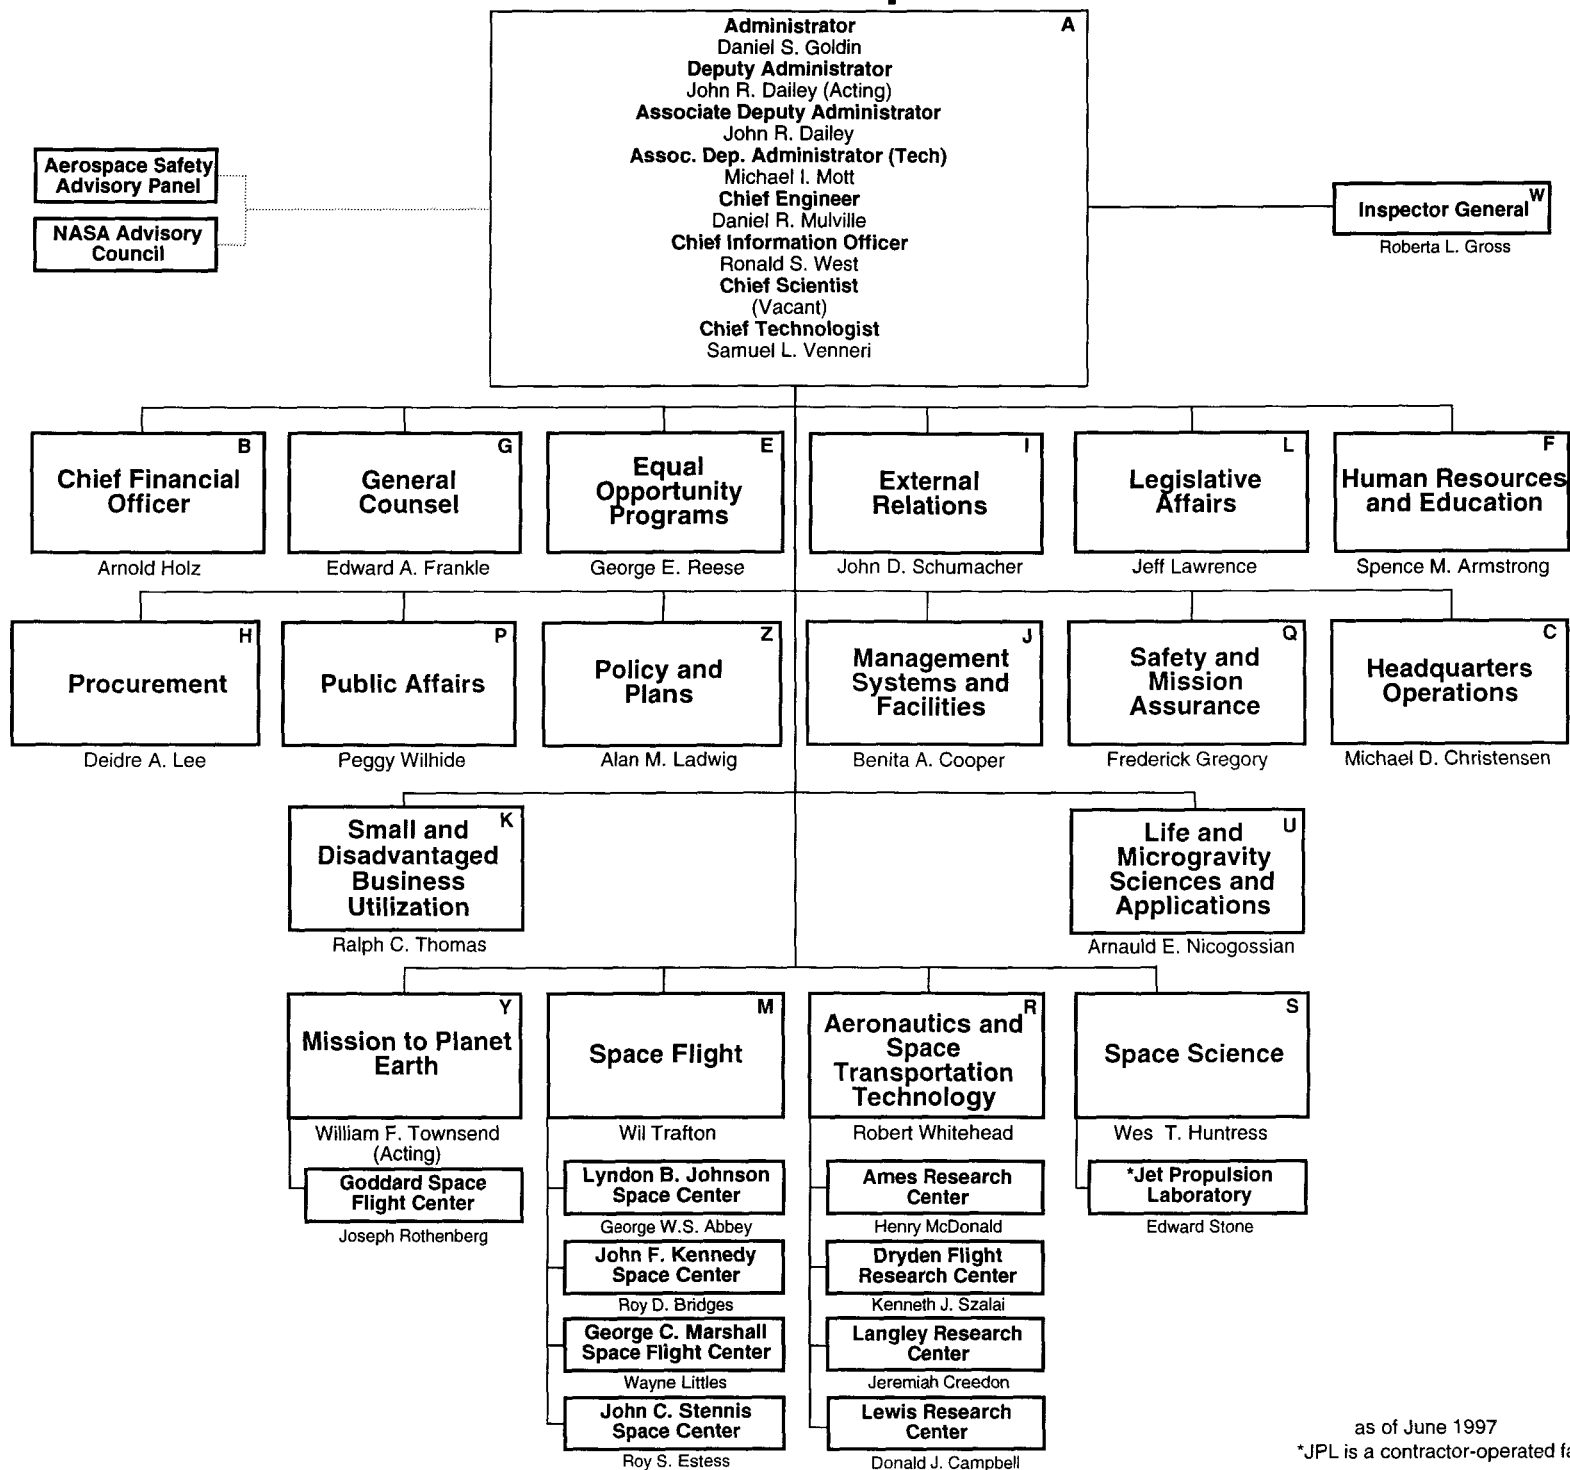 A
Administrator
Daniel S. Goldin
Deputy Administrator
John R. Dailey (Acting)
Associate Deputy Administrator
John R. Dailey
Assoc. Dep. Administrator (Tech)
Michael I. Mott
Chief Engineer
Daniel R. Mulville
Chief Information Officer
Ronald S. West
Chief Scientist
(Vacant)
Chief Technologist
Samuel L. Venneri
Aerospace Safety
Advisory Panel
NASA Advisory
Council
W
Inspector General
Roberta L. Gross
B
Chief Financial
Officer
Arnold Holz
G
General
Counsel
Edward A. Frankle
E
Equal
Opportunity
Programs
George E. Reese
I
External
Relations
John D. Schumacher
L
Legislative
Affairs
Jeff Lawrence
F
Human Resources
and Education
Spence M. Armstrong
H
Procurement
Deidre A. Lee
P
Public Affairs
Peggy Wilhide
Z
Policy and
Plans
Alan M. Ladwig
J
Management
Systems and
Facilities
Benita A. Cooper
Q
Safety and
Mission
Assurance
Frederick Gregory
C
Headquarters
Operations
Michael D. Christensen
K
Small and
Disadvantaged
Business
Utilization
Ralph C. Thomas
U
Life and
Microgravity
Sciences and
Applications
Arnauld E. Nicogossian
Y
Mission to Planet
Earth
William F. Townsend
(Acting)
Goddard Space
Flight Center
Joseph Rothenberg
M
Space Flight
Wil Trafton
Lyndon B. Johnson
Space Center
George W.S. Abbey
John F. Kennedy
Space Center
Roy D. Bridges
George C. Marshall
Space Flight Center
Wayne Littles
John C. Stennis
Space Center
Roy S. Estess
R
Aeronautics and
Space
Transportation
Technology
Robert Whitehead
Ames Research
Center
Henry McDonald
Dryden Flight
Research Center
Kenneth J. Szalai
Langley Research
Center
Jeremiah Creedon
Lewis Research
Center
Donald J. Campbell
S
Space Science
Wes T. Huntress
*Jet Propulsion
Laboratory
Edward Stone
as of June 1997
*JPL is a contractor-operated